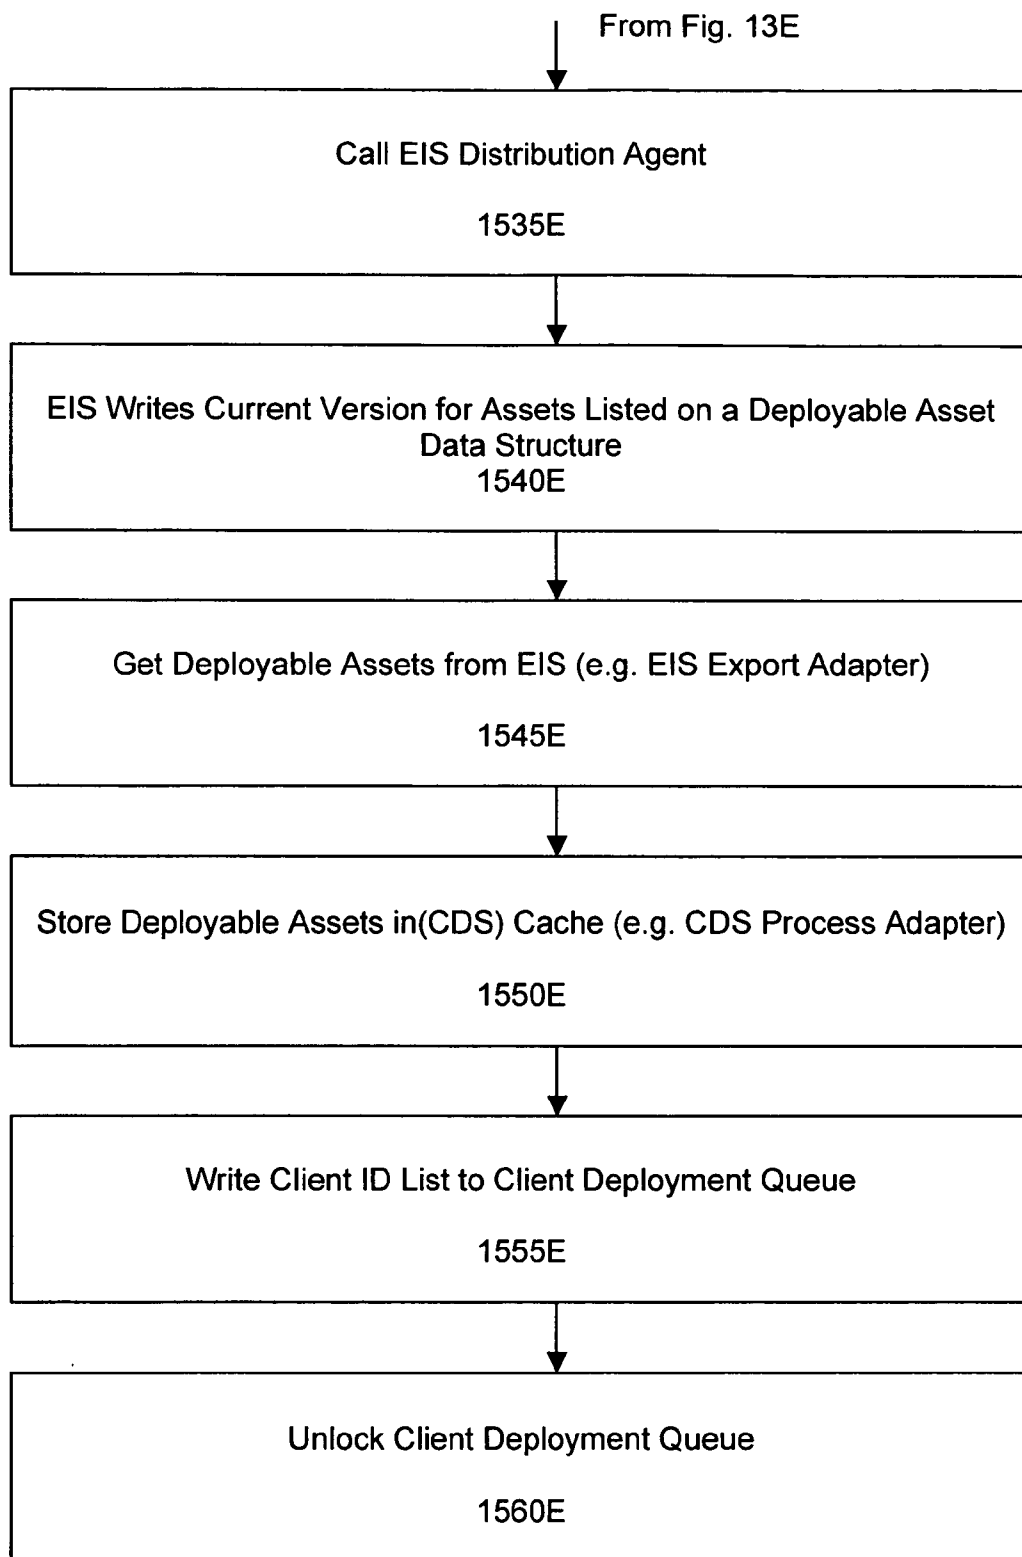 From Fig. 13E
Call EIS Distribution Agent
1535E
EIS Writes Current Version for Assets Listed on a Deployable Asset
Data Structure
1540E
Get Deployable Assets from EIS (e.g. EIS Export Adapter)
1545E
Store Deployable Assets in(CDS) Cache (e.g. CDS Process Adapter)
1550E
Write Client ID List to Client Deployment Queue
1555E
Unlock Client Deployment Queue
1560E